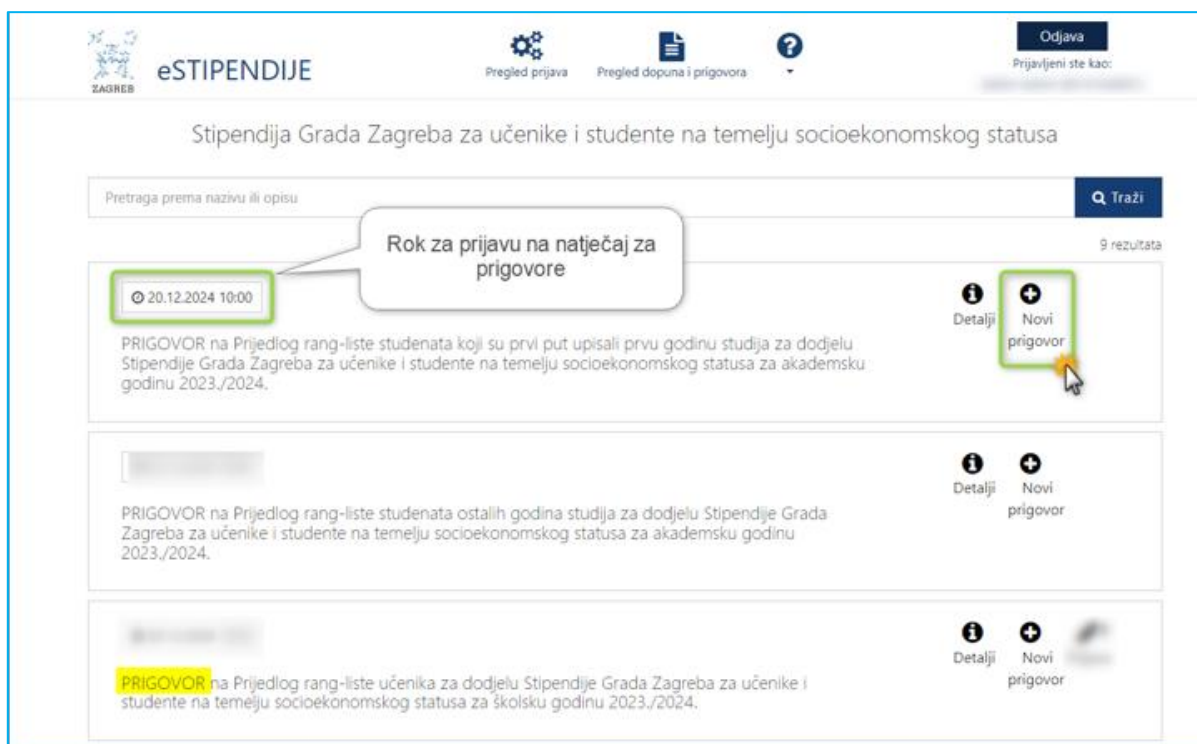 ZAGREB
eSTIPENDIJE
Pregled prijava
Pregled dopuna i prigovora
Odjava
Prijavljeni ste kao:
Stipendija Grada Zagreba za učenike i studente na temelju socioekonomskog statusa
Pretraga prema nazivu ili opisu
Traži
9 rezultata
Rok za prijavu na natječaj za
prigovore
20.12.2024 10:00
Detalji
Novi
prigovor
PRIGOVOR na Prijedlog rang-liste studenata koji su prvi put upisali prvu godinu studija za dodjelu
Stipendije Grada Zagreba za učenike i studente na temelju socioekonomskog statusa za akademsku
godinu 2023./2024.
Detalji
Novi
prigovor
PRIGOVOR na Prijedlog rang-liste studenata ostalih godina studija za dodjelu Stipendije Grada
Zagreba za učenike i studente na temelju socioekonomskog statusa za akademsku godinu
2023./2024.
Detalji
Novi
prigovor
PRIGOVOR na Prijedlog rang-liste učenika za dodjelu Stipendije Grada Zagreba za učenike i
studente na temelju socioekonomskog statusa za školsku godinu 2023./2024.